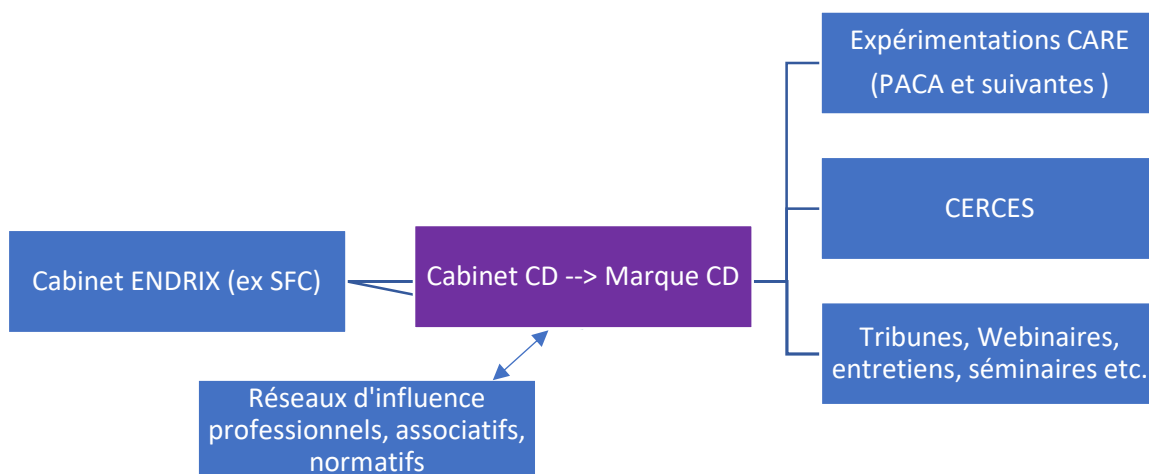 Expérimentations CARE
(PACA et suivantes )
CERCES
Cabinet ENDRIX (ex SFC)
Cabinet CD --> Marque CD
Tribunes, Webinaires,
entretiens, séminaires etc.
Réseaux d'influence
professionnels, associatifs,
normatifs